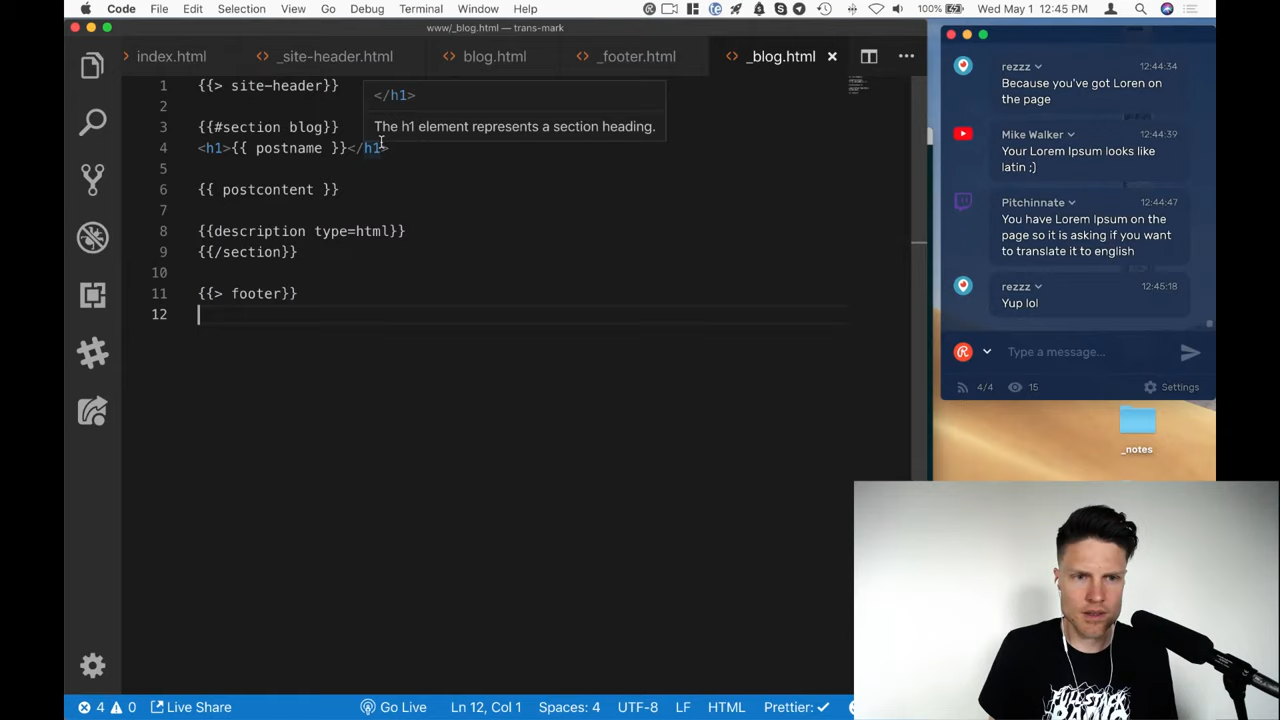 Code File Edit Selection View Go Debug Terminal Window Help 100% Wed May 1 12:45 PM
www/_blog.html — trans-mark
index.html _site-header.html blog.html _footer.html _blog.html
1 {{> site-header}}
2
3 {{#section blog}}
4 <h1>{{ postname }}</h1>
5
6 {{ postcontent }}
7
8 {{description type=html}}
9 {{/section}}
10
11 {{> footer}}
12
</h1>
The h1 element represents a section heading.
rezzz 12:44:34
Because you've got Loren on
the page
Mike Walker 12:44:39
Your Lorem Ipsum looks like
latin ;)
Pitchinnate 12:44:47
You have Lorem Ipsum on the
page so it is asking if you want
to translate it to english
rezzz 12:45:18
Yup lol
Type a message...
4/4 15 Settings
_notes
FULL STACK
RADIO
4 0 Live Share Go Live Ln 12, Col 1 Spaces: 4 UTF-8 LF HTML Prettier: ✓